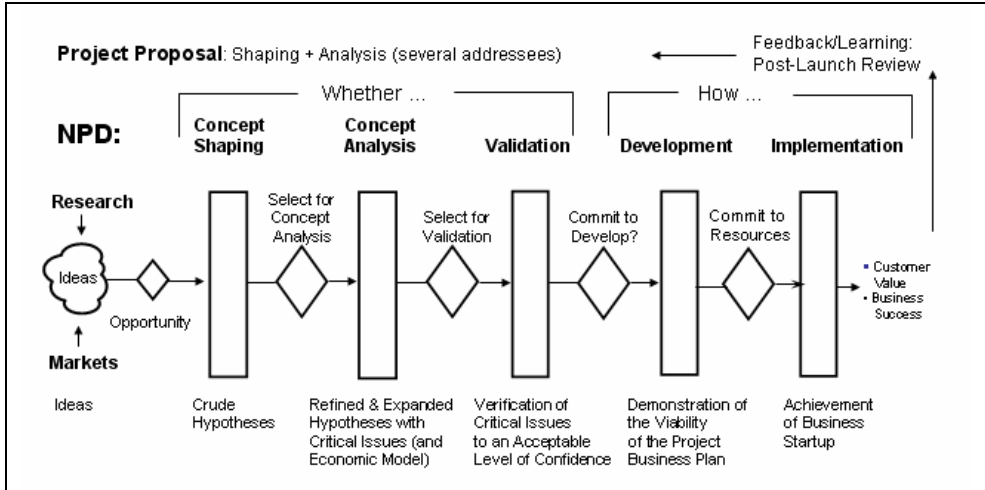 Project Proposal: Shaping + Analysis (several addressees)
Feedback/Learning:
Post-Launch Review
Whether ...
How ...
NPD:
Concept
Shaping
Concept
Analysis
Validation
Development
Implementation
Research
Ideas
Markets
Opportunity
Select for
Concept
Analysis
Select for
Validation
Commit to
Develop?
Commit to
Resources
▪ Customer
Value
• Business
Success
Ideas
Crude
Hypotheses
Refined & Expanded
Hypotheses with
Critical Issues (and
Economic Model)
Verification of
Critical Issues
to an Acceptable
Level of Confidence
Demonstration of
the Viability
of the Project
Business Plan
Achievement
of Business
Startup